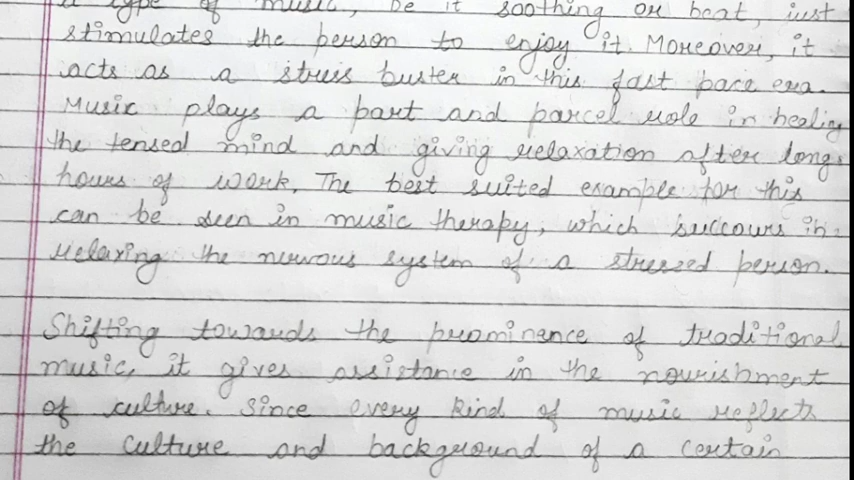 a type of music, be it soothing or beat, just
stimulates the person to enjoy it. Moreover, it
acts as a stress buster in this fast pace era.
Music plays a part and parcel role in healing
the tensed mind and giving relaxation after long
hours of work. The best suited example for this
can be seen in music therapy, which succours in
relaxing the nervous system of a stressed person.
Shifting towards the prominence of traditional
music, it gives assistance in the nourishment
of culture. Since every kind of music reflects
the culture and background of a certain